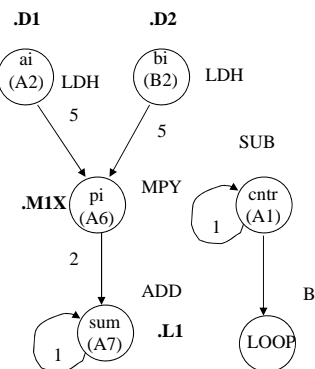 .D1
.D2
ai
(A2)
LDH
bi
(B2)
LDH
5
5
SUB
.M1X
pi
(A6)
MPY
cntr
(A1)
1
2
ADD
B
sum
(A7)
.L1
LOOP
1